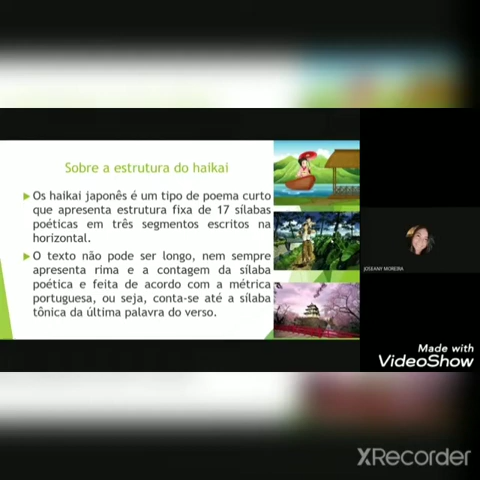 Sobre a estrutura do haikai
Os haikai japonês é um tipo de poema curto
que apresenta estrutura fixa de 17 sílabas
poéticas em três segmentos escritos na
horizontal.
O texto não pode ser longo, nem sempre
apresenta rima e a contagem da sílaba
poética e feita de acordo com a métrica
portuguesa, ou seja, conta-se até a sílaba
tônica da última palavra do verso.
JOSEANY MOREIRA
Made with
VideoShow
XRecorder